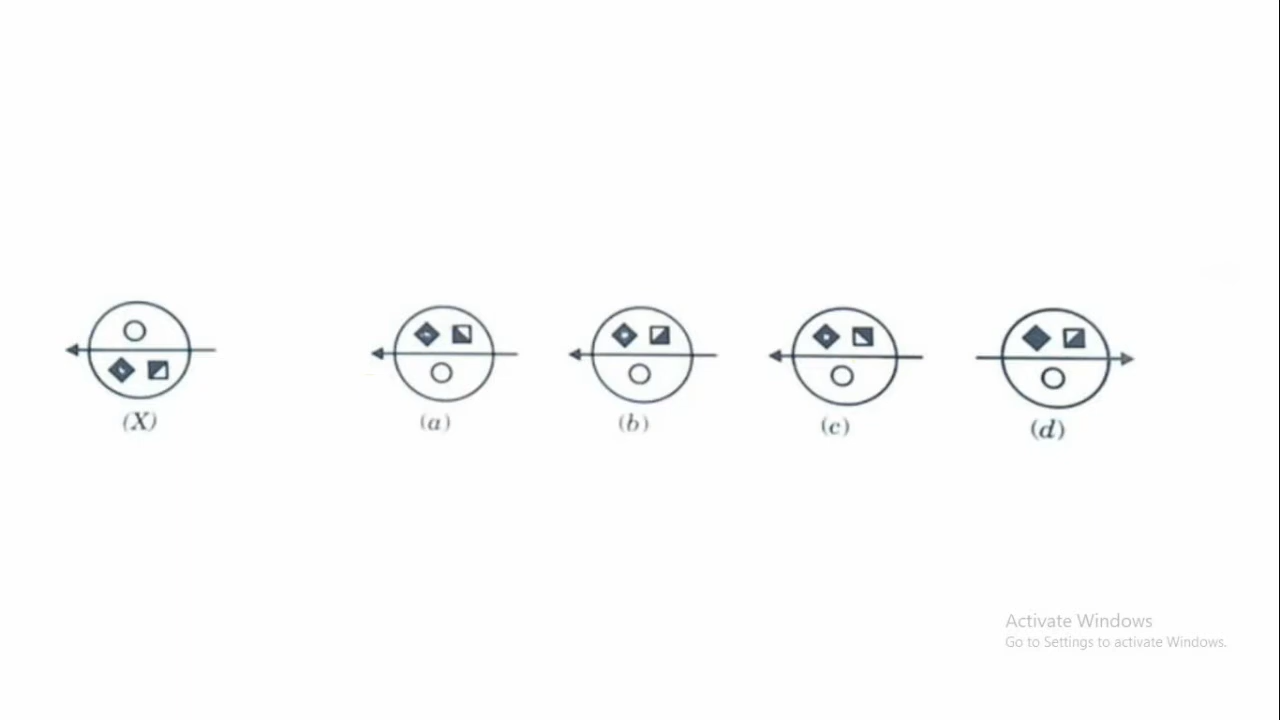 (X) (a) (b) (c) (d)
Activate Windows
Go to Settings to activate Windows.